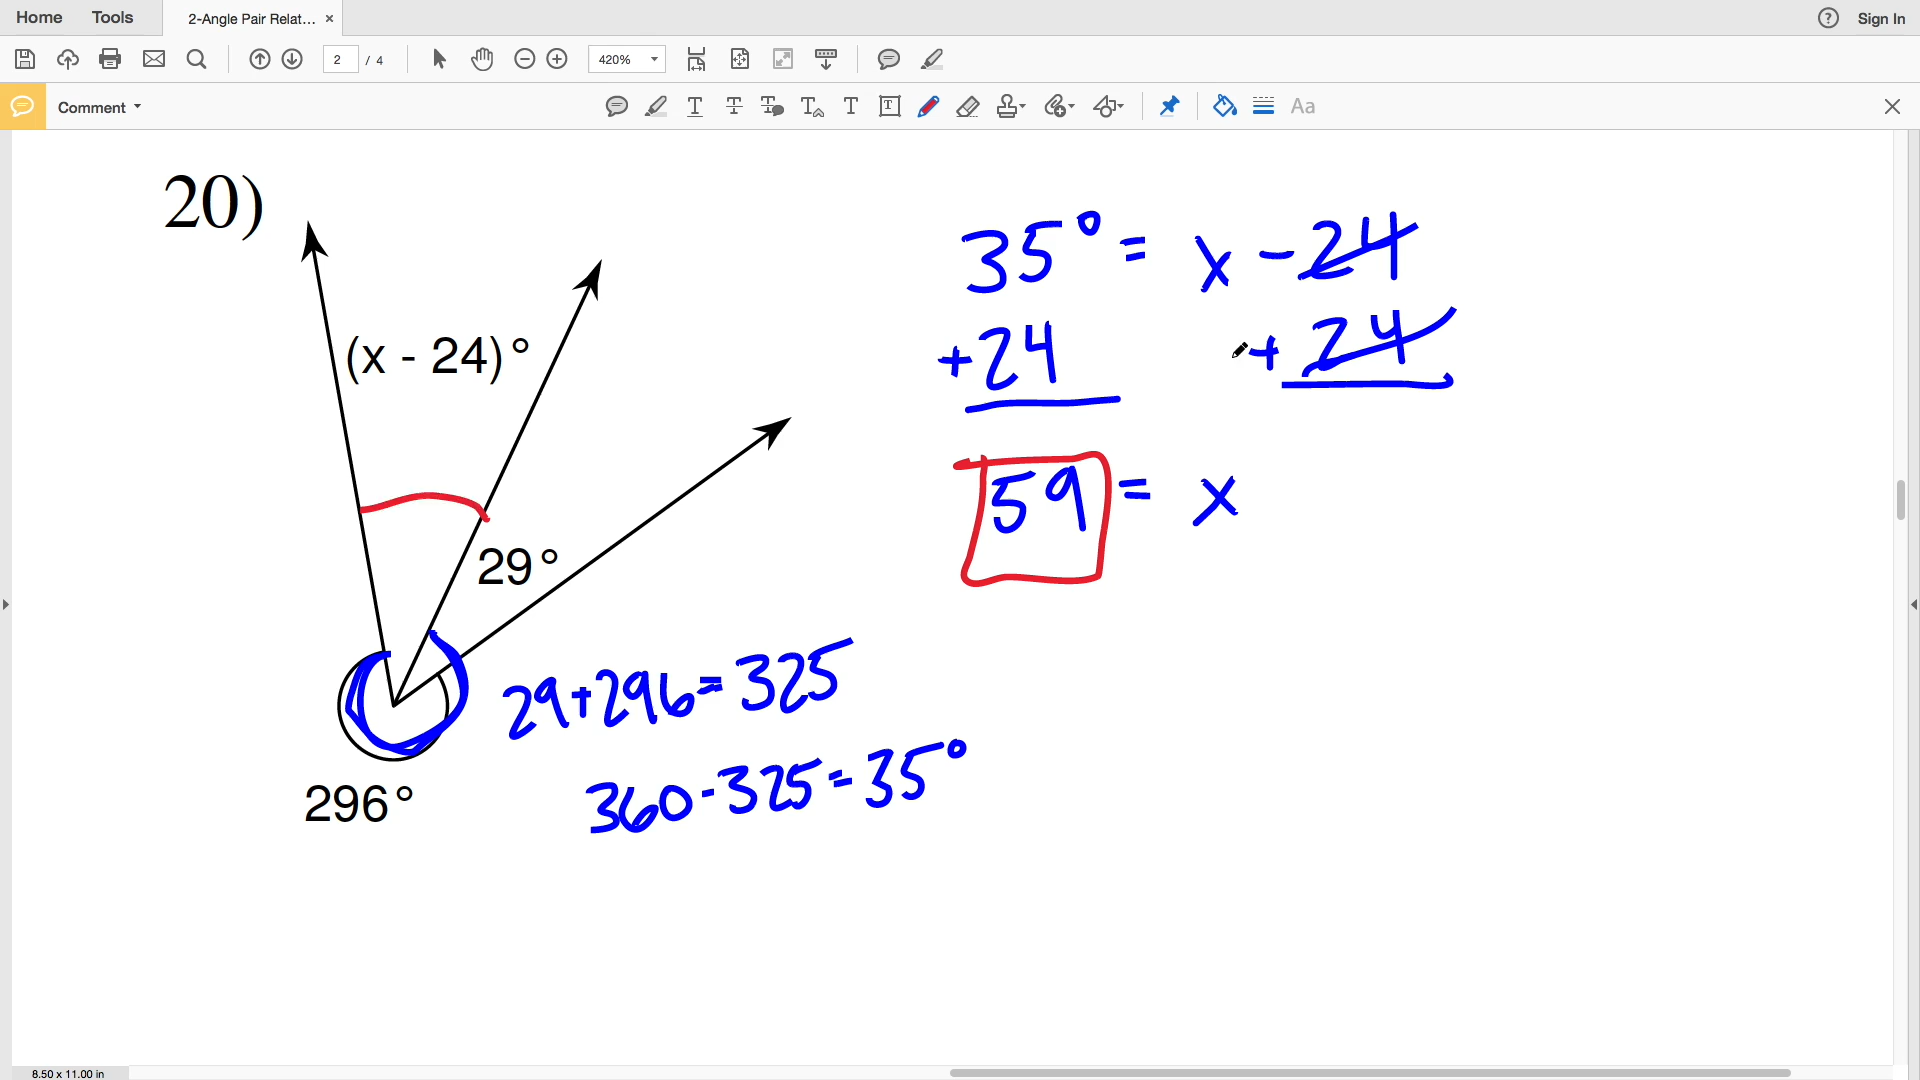 Home Tools 2-Angle Pair Relat... × ? Sign In
2 / 4 420%
Comment T T T T T T Aa
20)
35° = x - 24
(x - 24)°
+24 + 24
59 = x
29°
29+296=325
360-325=35°
296°
8.50 x 11.00 in